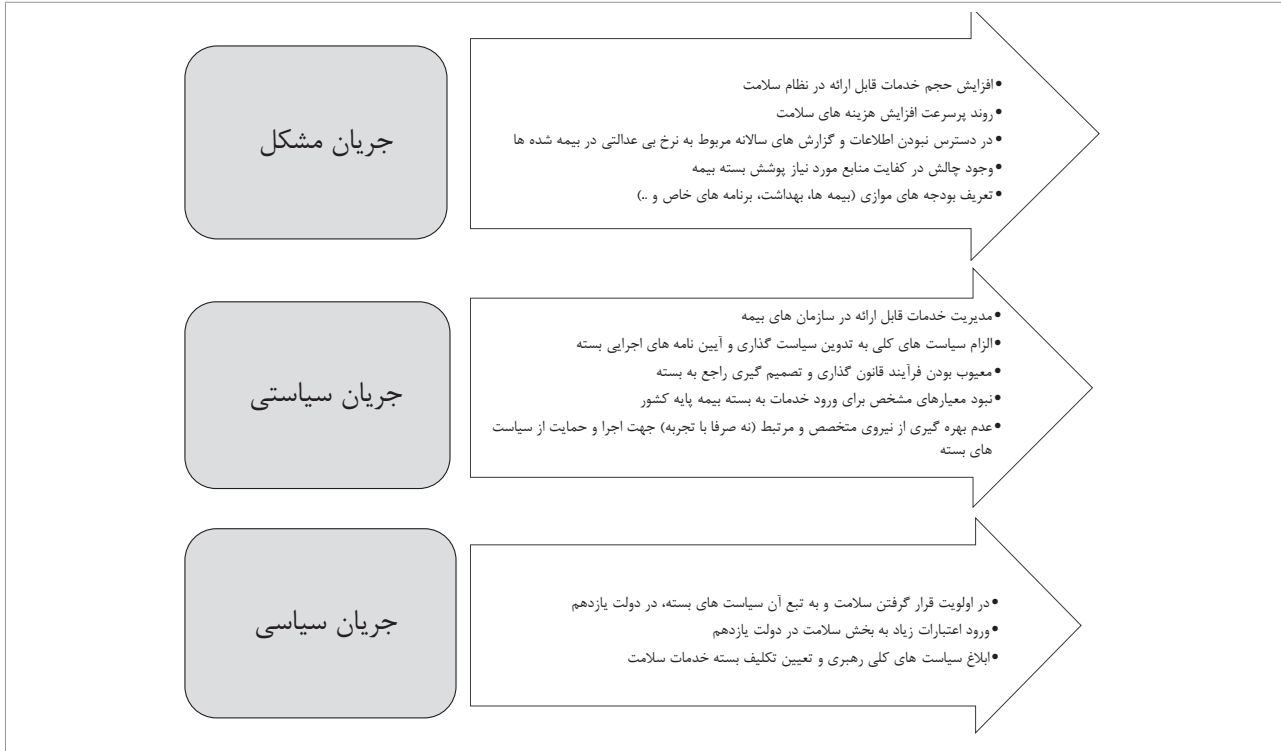 جریان مشکل
•افزایش حجم خدمات قابل ارائه در نظام سلامت
•روند پرسرعت افزایش هزینه های سلامت
•در دسترس نبودن اطلاعات و گزارش های سالانه مربوط به نرخ بی عدالتی در بیمه شده ها
•وجود چالش در کفایت منابع مورد نیاز پوشش بسته بیمه
•تعریف بودجه های موازی (بیمه ها، بهداشت، برنامه های خاص و ..)
جریان سیاستی
•مدیریت خدمات قابل ارائه در سازمان های بیمه
•الزام سیاست های کلی به تدوین سیاست گذاری و آیین نامه های اجرایی بسته
•معیوب بودن فرآیند قانون گذاری و تصمیم گیری راجع به بسته
•نبود معیارهای مشخص برای ورود خدمات به بسته بیمه پایه کشور
•عدم بهره گیری از نیروی متخصص و مرتبط (نه صرفا با تجربه) جهت اجرا و حمایت از سیاست
های بسته
جریان سیاسی
•در اولویت قرار گرفتن سلامت و به تبع آن سیاست های بسته، در دولت یازدهم
•ورود اعتبارات زیاد به بخش سلامت در دولت یازدهم
•ابلاغ سیاست های کلی رهبری و تعیین تکلیف بسته خدمات سلامت